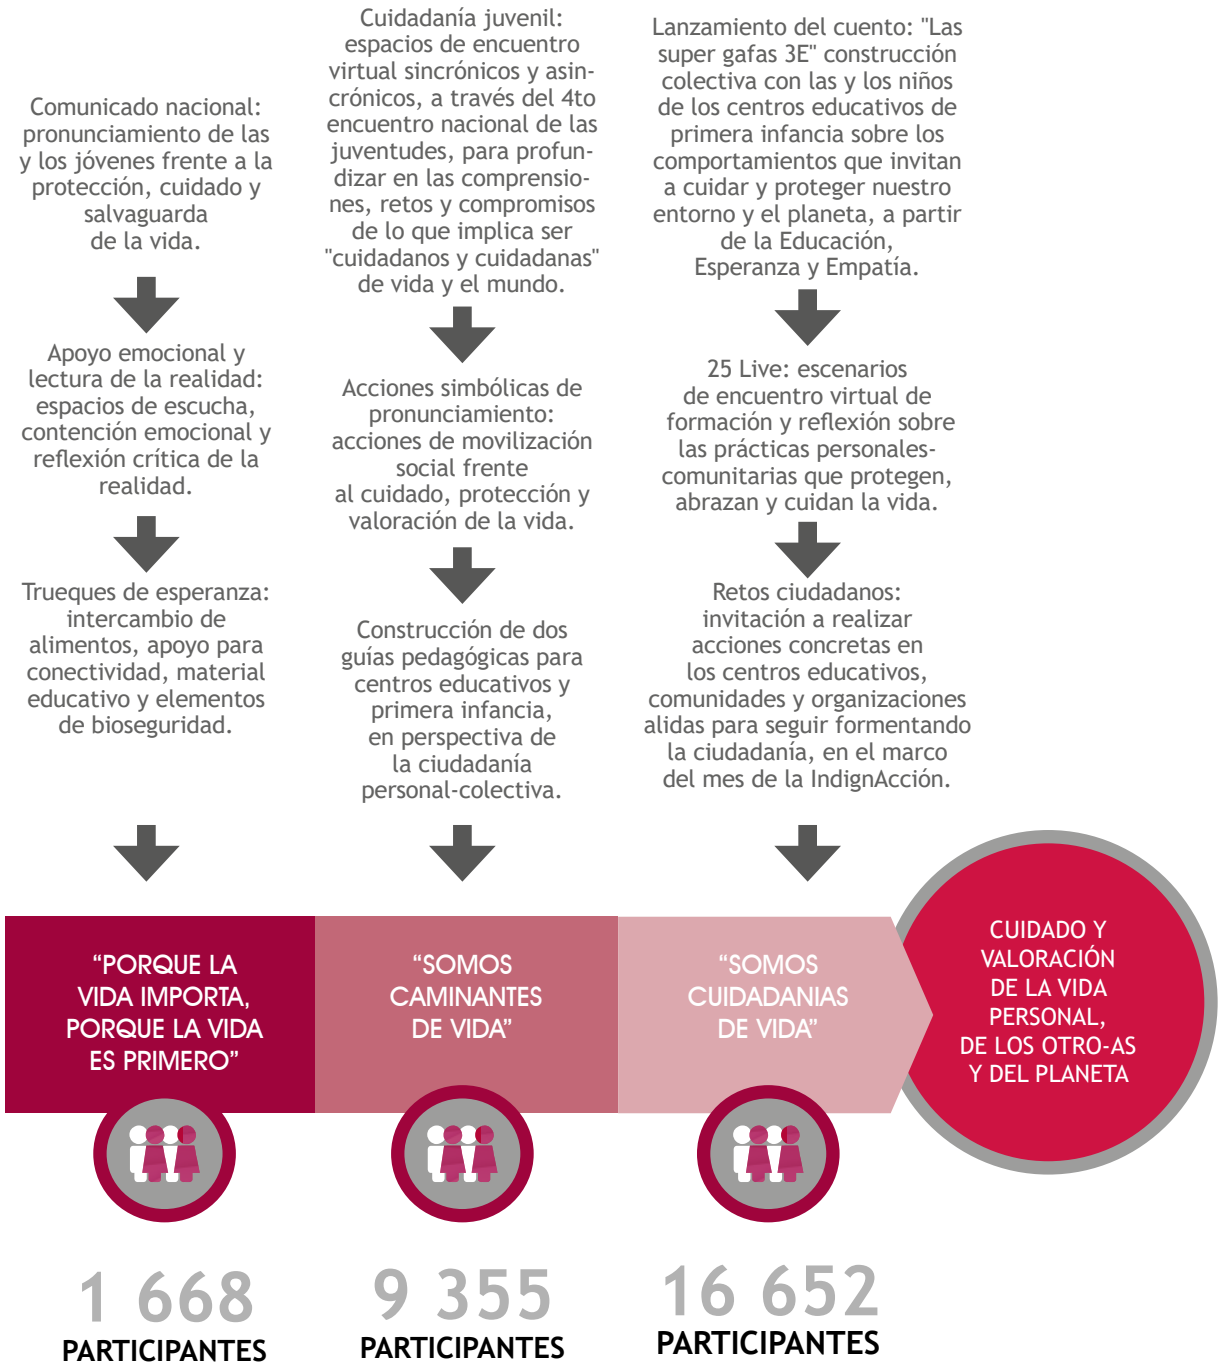 Comunicado nacional:
pronunciamiento de las
y los jóvenes frente a la
protección, cuidado y
salvaguarda
de la vida.
Apoyo emocional y
lectura de la realidad:
espacios de escucha,
contención emocional y
reflexión crítica de la
realidad.
Trueques de esperanza:
intercambio de
alimentos, apoyo para
conectividad, material
educativo y elementos
de bioseguridad.
"PORQUE LA
VIDA IMPORTA,
PORQUE LA VIDA
ES PRIMERO"
1 668
PARTICIPANTES
Cuidadanía juvenil:
espacios de encuentro
virtual sincrónicos y asin-
crónicos, a través del 4to
encuentro nacional de las
juventudes, para profun-
dizar en las comprensio-
nes, retos y compromisos
de lo que implica ser
"cuidadanos y cuidadanas"
de vida y el mundo.
Acciones simbólicas de
pronunciamiento:
acciones de movilización
social frente
al cuidado, protección y
valoración de la vida.
Construcción de dos
guías pedagógicas para
centros educativos y
primera infancia,
en perspectiva de
la ciudadanía
personal-colectiva.
"SOMOS
CAMINANTES
DE VIDA"
9 355
PARTICIPANTES
Lanzamiento del cuento: "Las
super gafas 3E" construcción
colectiva con las y los niños
de los centros educativos de
primera infancia sobre los
comportamientos que invitan
a cuidar y proteger nuestro
entorno y el planeta, a partir
de la Educación,
Esperanza y Empatía.
25 Live: escenarios
de encuentro virtual de
formación y reflexión sobre
las prácticas personales-
comunitarias que protegen,
abrazan y cuidan la vida.
Retos ciudadanos:
invitación a realizar
acciones concretas en
los centros educativos,
comunidades y organizaciones
alidas para seguir formentando
la ciudadanía, en el marco
del mes de la IndignAcción.
"SOMOS
CUIDADANIAS
DE VIDA"
16 652
PARTICIPANTES
CUIDADO Y
VALORACIÓN
DE LA VIDA
PERSONAL,
DE LOS OTRO-AS
Y DEL PLANETA